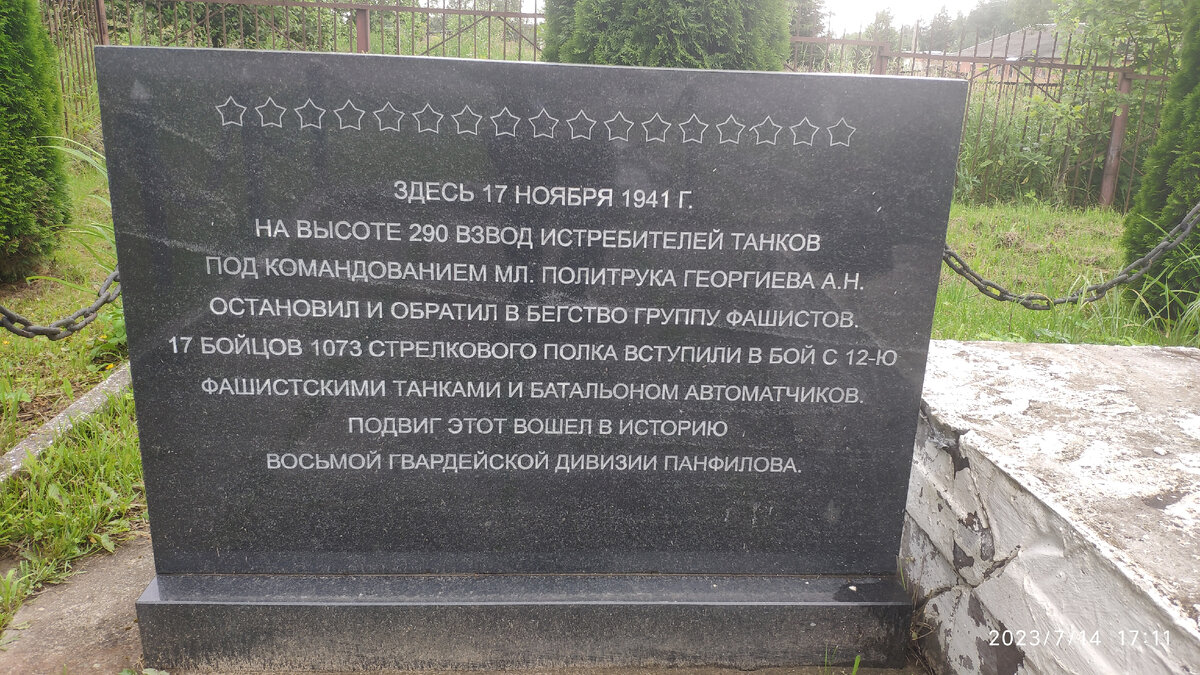 ЗДЕСЬ 17 НОЯБРЯ 1941 Г.
НА ВЫСОТЕ 290 ВЗВОД ИСТРЕБИТЕЛЕЙ ТАНКОВ
ПОД КОМАНДОВАНИЕМ МЛ. ПОЛИТРУКА ГЕОРГИЕВА А.Н.
ОСТАНОВИЛ И ОБРАТИЛ В БЕГСТВО ГРУППУ ФАШИСТОВ.
17 БОЙЦОВ 1073 СТРЕЛКОВОГО ПОЛКА ВСТУПИЛИ В БОЙ С 12-Ю
ФАШИСТСКИМИ ТАНКАМИ И БАТАЛЬОНОМ АВТОМАТЧИКОВ.
ПОДВИГ ЭТОТ ВОШЕЛ В ИСТОРИЮ
ВОСЬМОЙ ГВАРДЕЙСКОЙ ДИВИЗИИ ПАНФИЛОВА.
2023/7/14 17:11